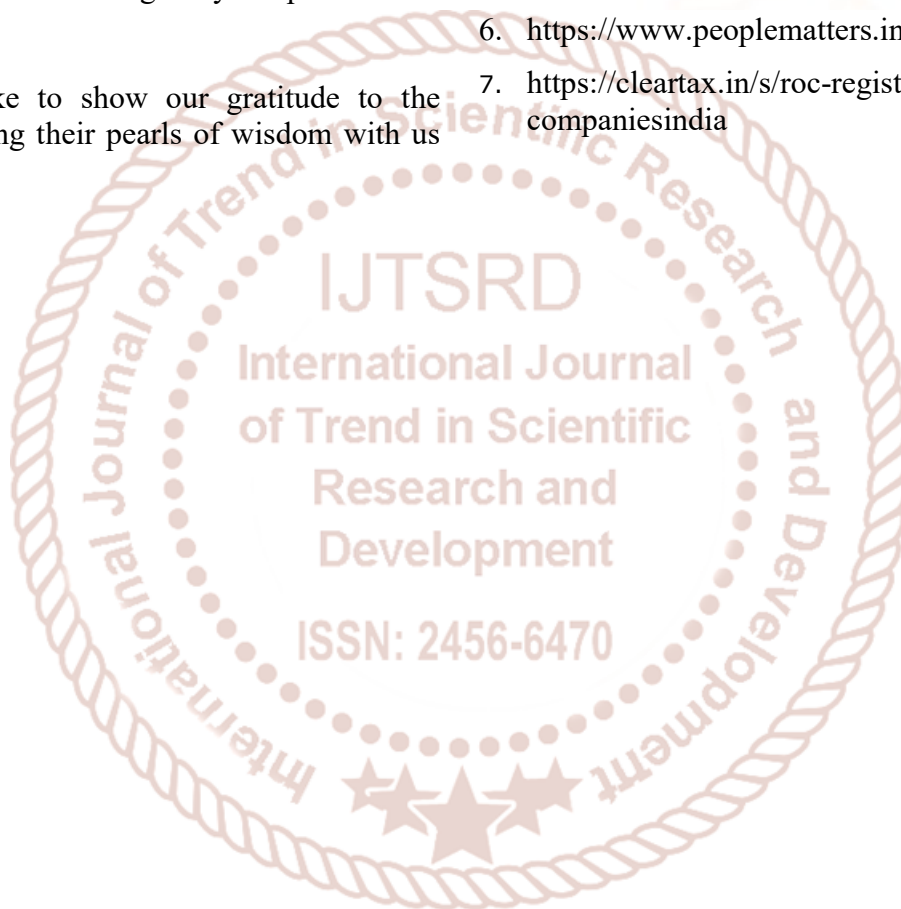 ke to show our gratitude to the
ng their pearls of wisdom with us
6. https://www.peoplematters.in
7. https://cleartax.in/s/roc-regist
companiesindia
International Journal of Trend in Scientific Research and Development
IJTSRD
International Journal
of Trend in Scientific
Research and
Development
ISSN: 2456-6470